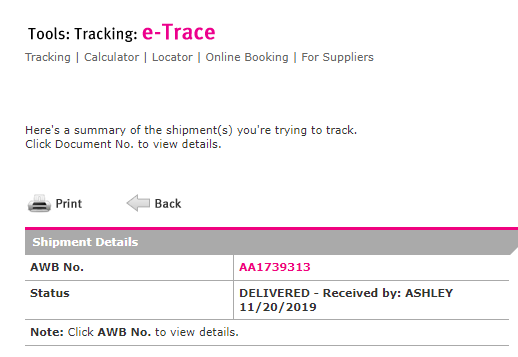 Tools: Tracking: e-Trace
Tracking | Calculator | Locator | Online Booking | For Suppliers
Here's a summary of the shipment(s) you're trying to track.
Click Document No. to view details.
Print Back
Shipment Details
AWB No. AA1739313
Status DELIVERED - Received by: ASHLEY
11/20/2019
Note: Click AWB No. to view details.